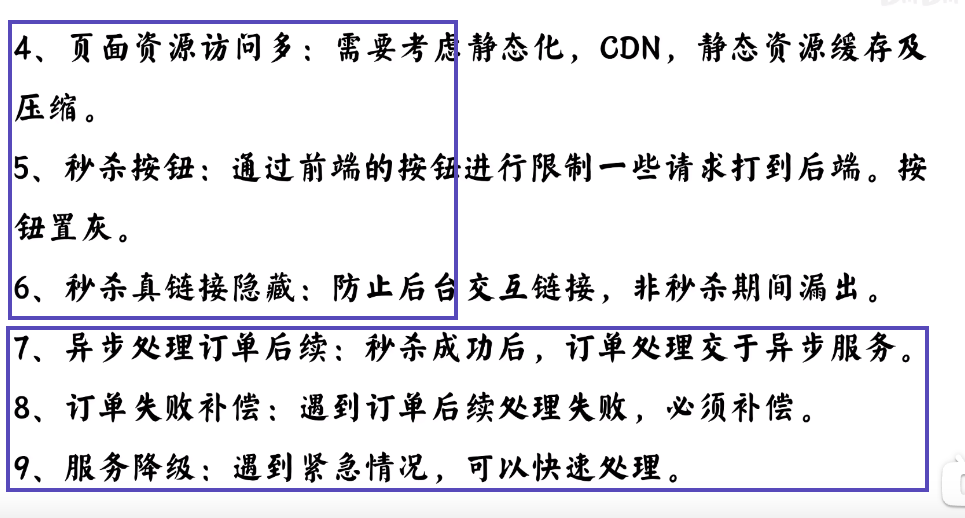 4、页面资源访问多：需要考虑静态化，CDN，静态资源缓存及
压缩。
5、秒杀按钮：通过前端的按钮进行限制一些请求打到后端。按
钮置灰。
6、秒杀真链接隐藏：防止后台交互链接，非秒杀期间漏出。
7、异步处理订单后续：秒杀成功后，订单处理交于异步服务。
8、订单失败补偿：遇到订单后续处理失败，必须补偿。
9、服务降级：遇到紧急情况，可以快速处理。